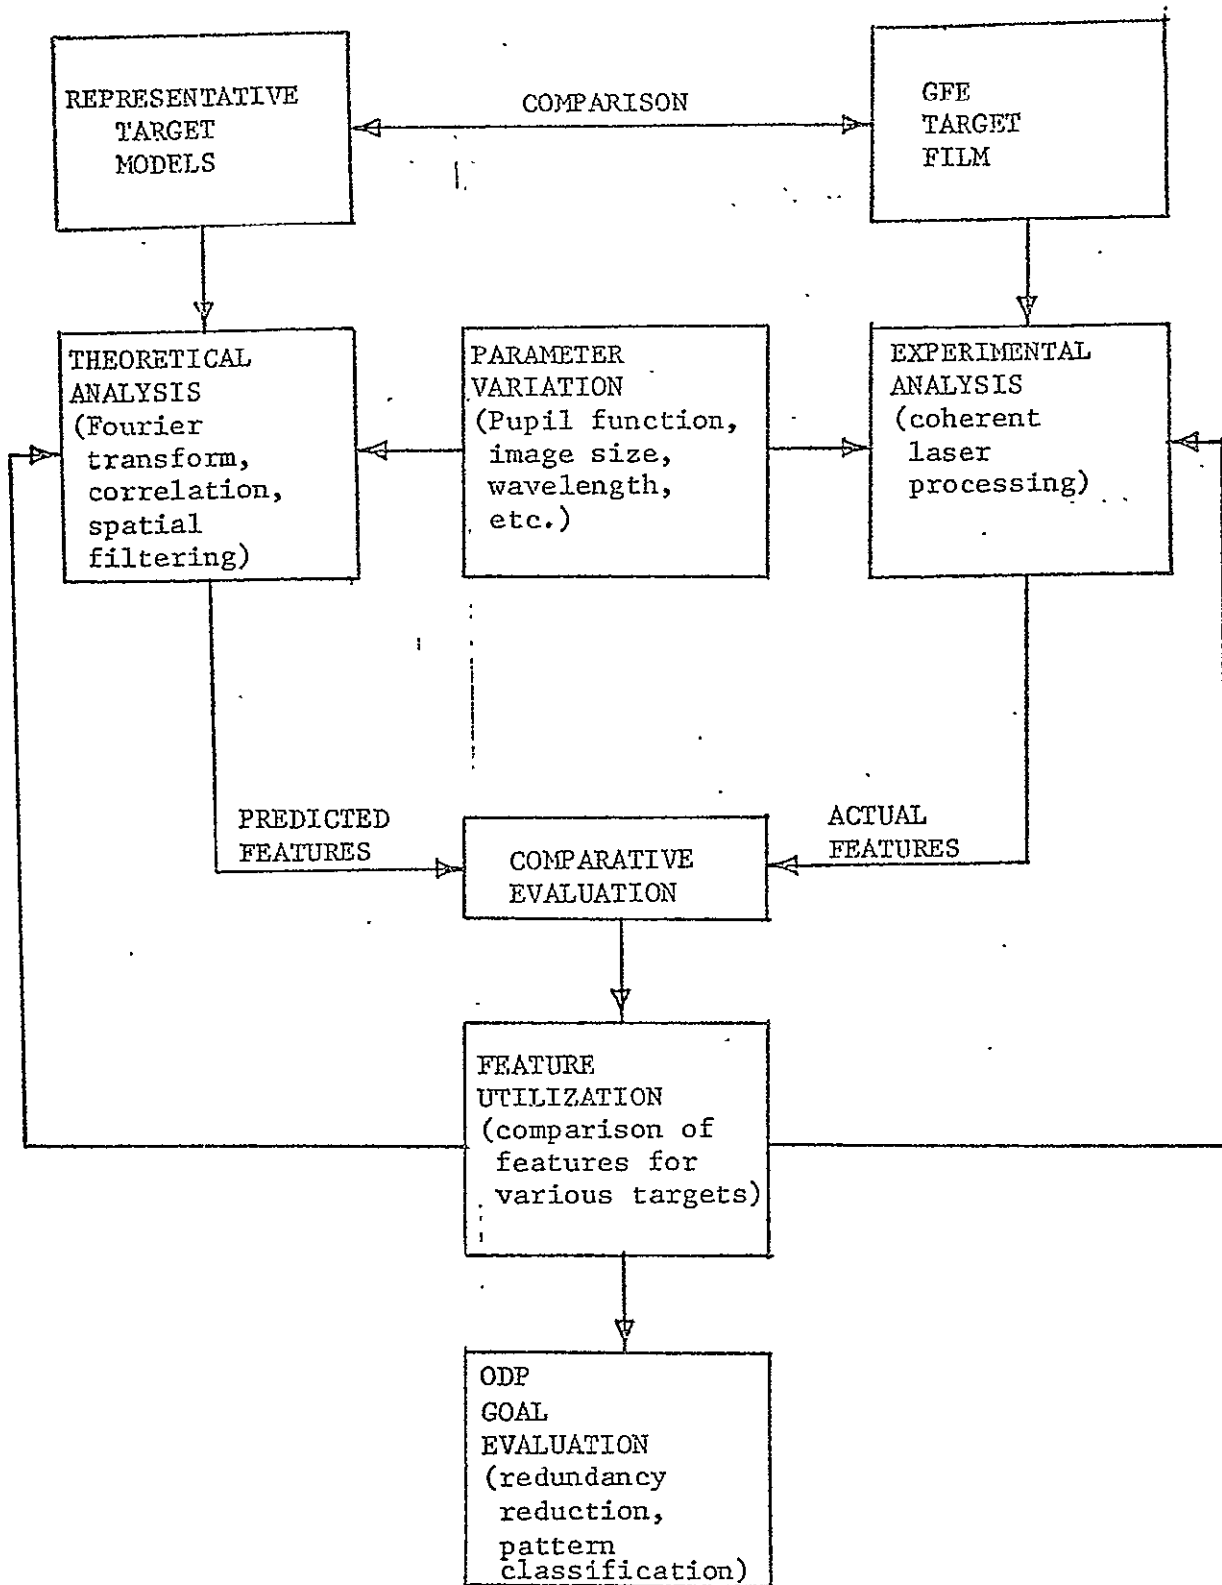 REPRESENTATIVE
TARGET
MODELS
COMPARISON
GFE
TARGET
FILM
THEORETICAL
ANALYSIS
(Fourier
transform,
correlation,
spatial
filtering)
PARAMETER
VARIATION
(Pupil function,
image size,
wavelength,
etc.)
EXPERIMENTAL
ANALYSIS
(coherent
laser
processing)
PREDICTED
FEATURES
COMPARATIVE
EVALUATION
ACTUAL
FEATURES
FEATURE
UTILIZATION
(comparison of
features for
various targets)
ODP
GOAL
EVALUATION
(redundancy
reduction,
pattern
classification)